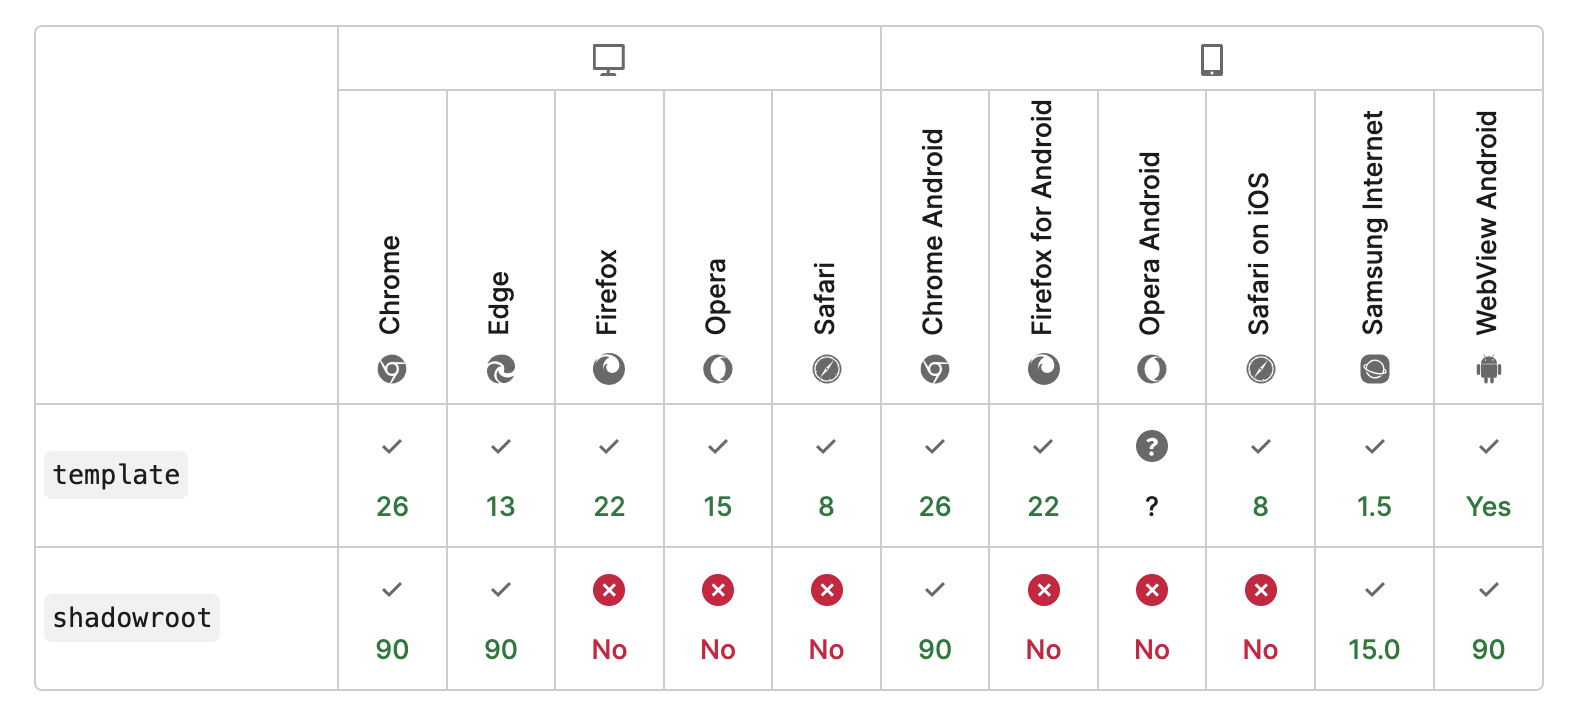 Chrome
Edge
Firefox
Opera
Safari
Chrome Android
Firefox for Android
Opera Android
Safari on iOS
Samsung Internet
WebView Android
template
26 13 22 15 8 26 22 ? 8 1.5 Yes
shadowroot
90 90 No No No 90 No No No 15.0 90